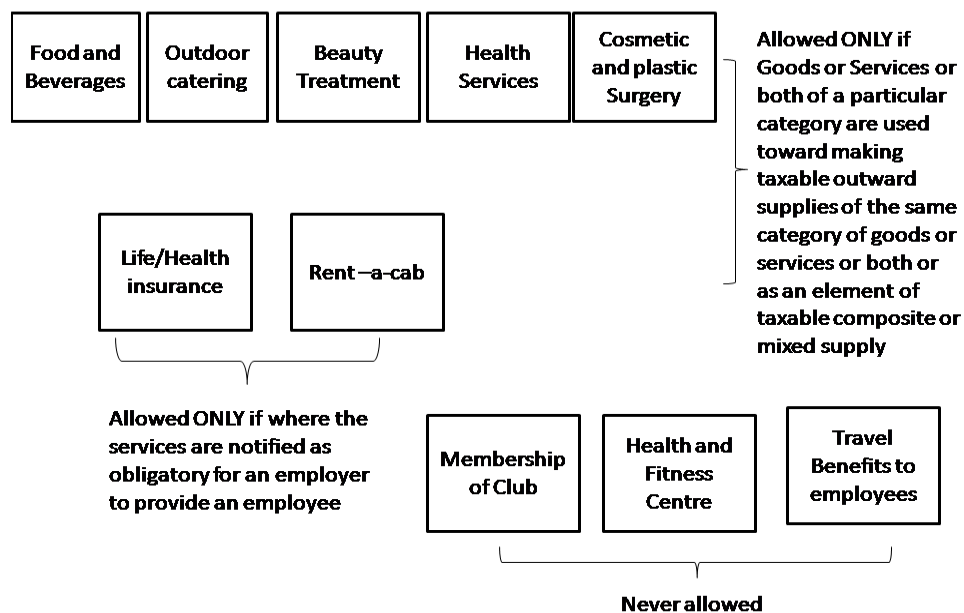 Food and
Beverages
Outdoor
catering
Beauty
Treatment
Health
Services
Cosmetic
and plastic
Surgery
Allowed ONLY if
Goods or Services or
both of a particular
category are used
toward making
taxable outward
supplies of the same
category of goods or
services or both or
as an element of
taxable composite or
mixed supply
Life/Health
insurance
Rent –a-cab
Allowed ONLY if where the
services are notified as
obligatory for an employer
to provide an employee
Membership
of Club
Health and
Fitness
Centre
Travel
Benefits to
employees
Never allowed